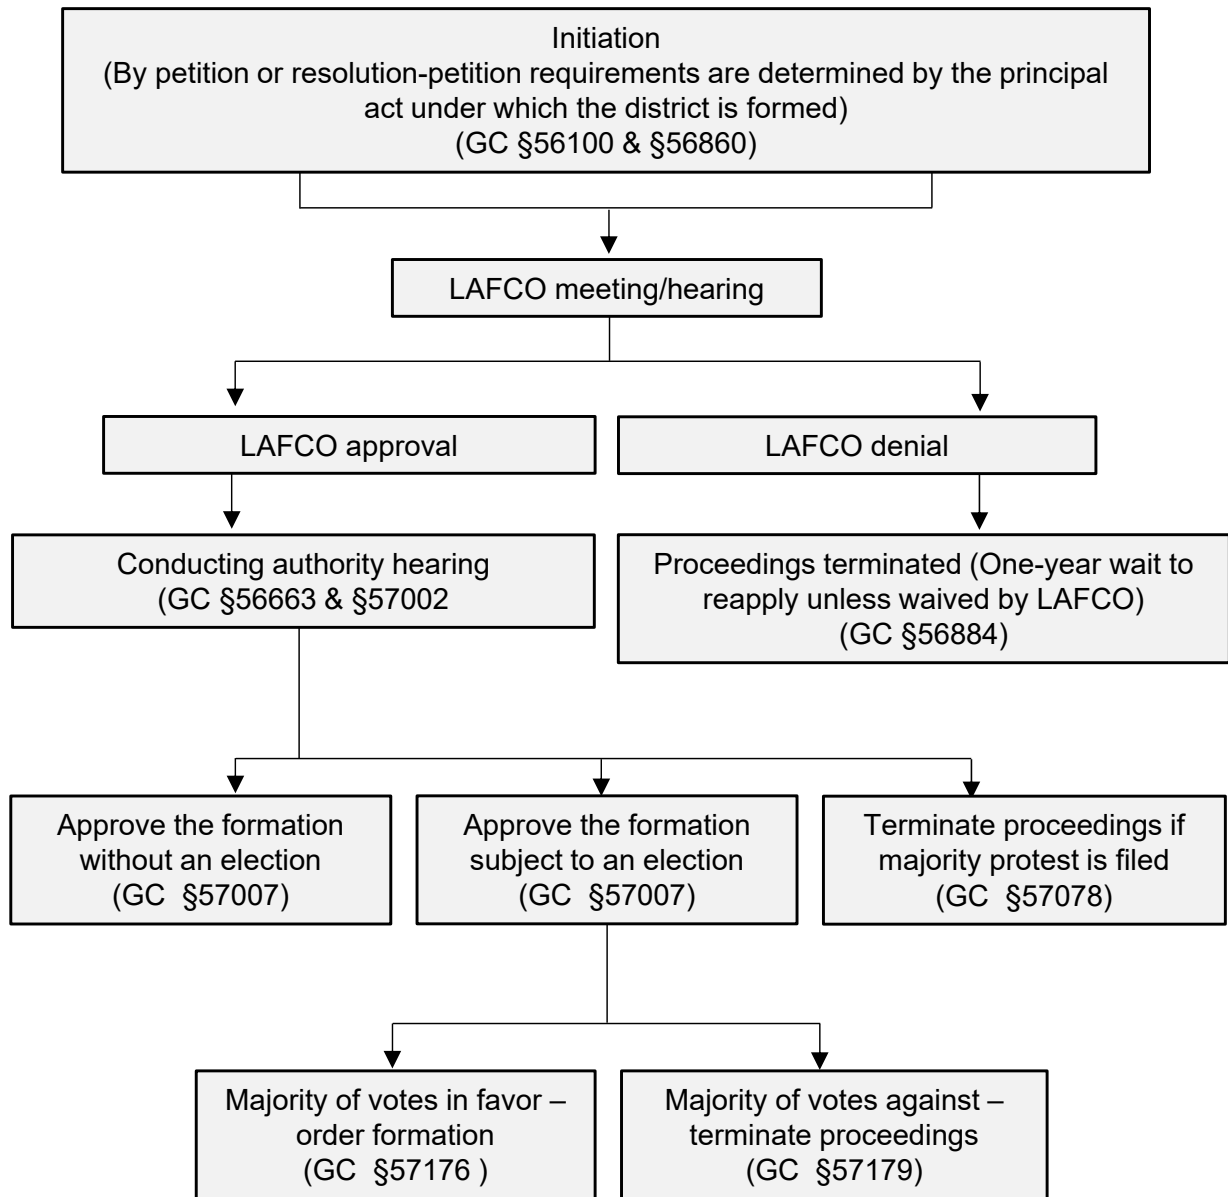 Initiation
(By petition or resolution-petition requirements are determined by the principal
act under which the district is formed)
(GC §56100 & §56860)
LAFCO meeting/hearing
LAFCO approval
LAFCO denial
Conducting authority hearing
(GC §56663 & §57002
Proceedings terminated (One-year wait to
reapply unless waived by LAFCO)
(GC §56884)
Approve the formation
without an election
(GC §57007)
Approve the formation
subject to an election
(GC §57007)
Terminate proceedings if
majority protest is filed
(GC §57078)
Majority of votes in favor –
order formation
(GC §57176 )
Majority of votes against –
terminate proceedings
(GC §57179)